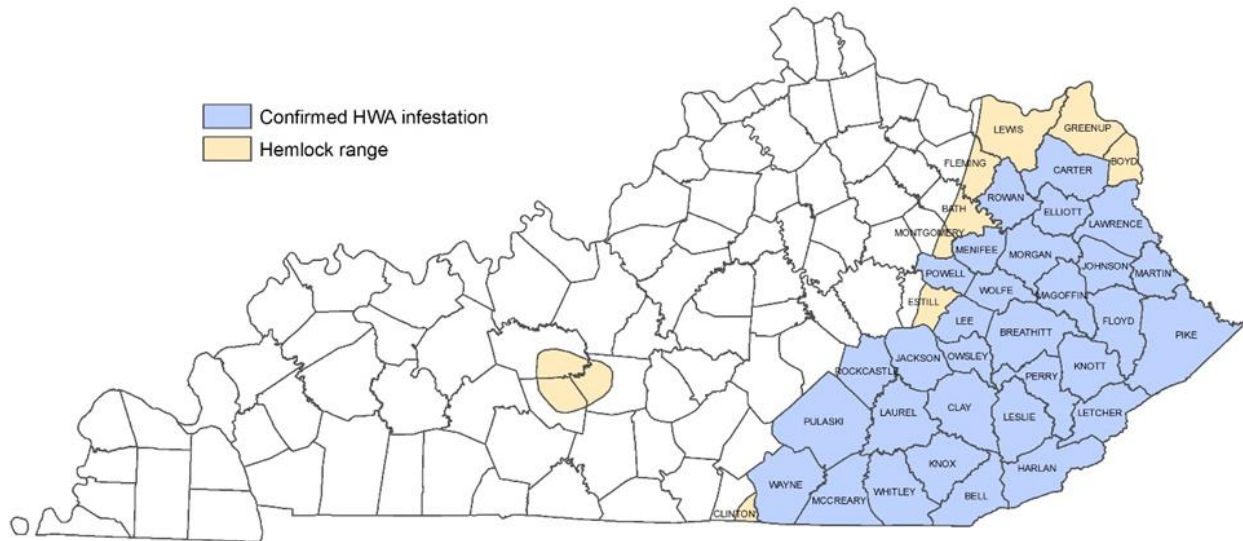 Confirmed HWA infestation
Hemlock range
LEWIS
GREENUP
FLEMING
CARTER
BOYD
ROWAN
BATH
ELLIOTT
LAWRENCE
MONTGOMERY
MENIFEE
MORGAN
JOHNSON
MARTIN
POWELL
WOLFE
MAGOFFIN
ESTILL
LEE
FLOYD
BREATHITT
PIKE
JACKSON
OWSLEY
KNOTT
ROCKCASTLE
PERRY
CLAY
LETCHER
PULASKI
LAUREL
LESLIE
KNOX
HARLAN
WAYNE
WHITLEY
BELL
MCCREARY
CLINTON